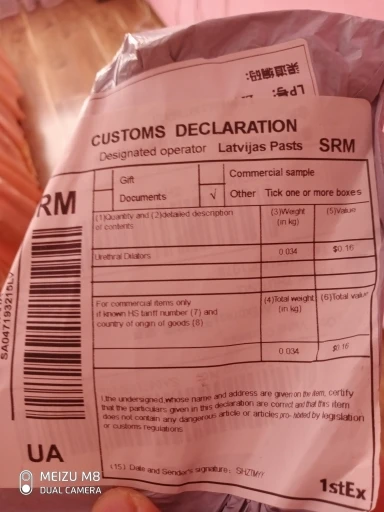 渠道编码:
LP号:
CUSTOMS DECLARATION
Designated operator Latvijas Pasts SRM
RM
Gift
Commercial sample
Documents
√ Other Tick one or more boxes
(1)Quantity and (2)detailed description
of contents
(3)Weight
(in kg)
(5)Value
Urethral Dilators
0.034
$0.16
For commercial items only
if known HS tariff number (7) and
country of origin of goods (8)
(4)Total weight
(in kg)
(6)Total value
0.034
$0.16
I,the undersigned,whose name and address are given on the item, certify
that the particulars given in this declaration are correct and that this item
does not contain any dangerous article or articles pro- hibited by legislation
or customs regulations
(15.) Date and Sender's signature:
UA
1stEx
MEIZU M8
DUAL CAMERA